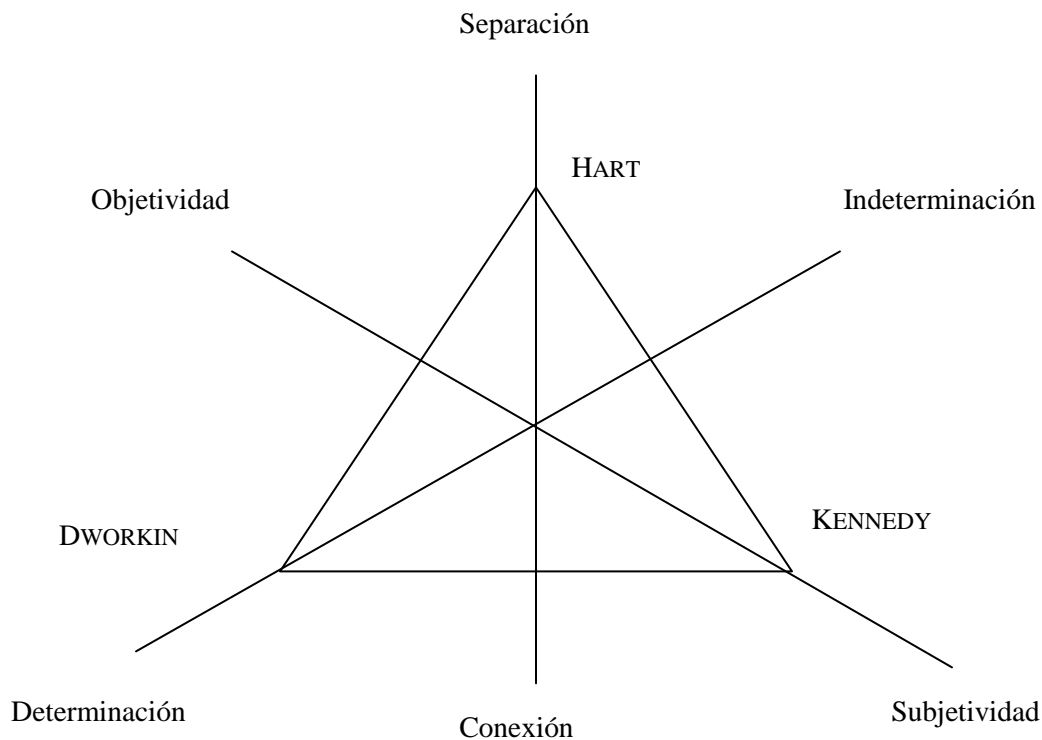 Separación
HART
Objetividad
Indeterminación
KENNEDY
DWORKIN
Determinación
Conexión
Subjetividad